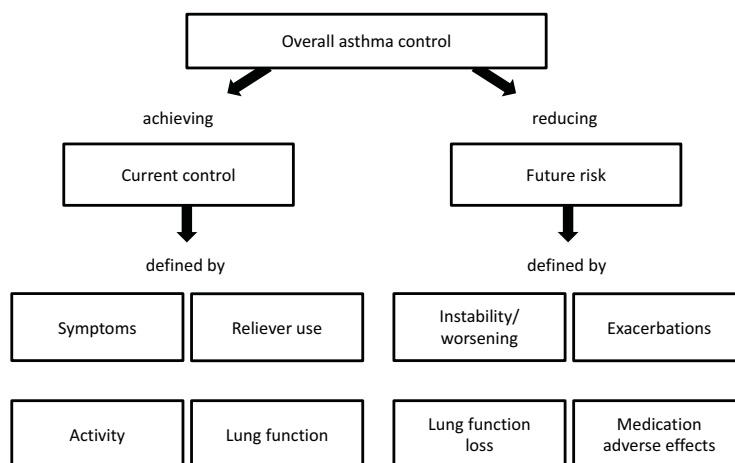 Overall asthma control
achieving
reducing
Current control
Future risk
defined by
defined by
Symptoms
Reliever use
Instability/
worsening
Exacerbations
Activity
Lung function
Lung function
loss
Medication
adverse effects